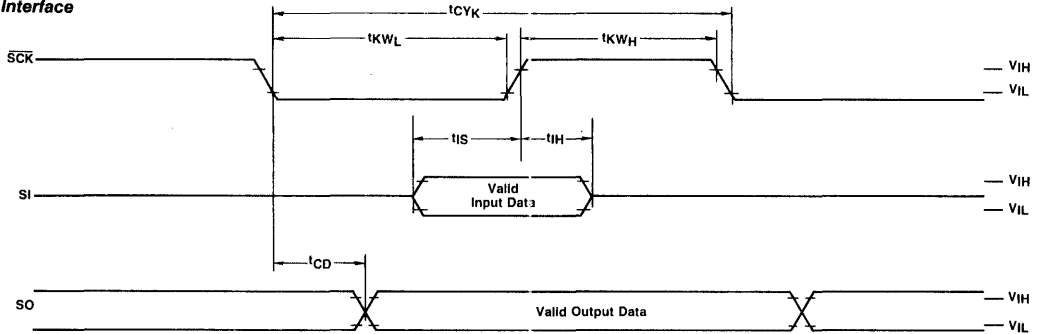 Interface
tCYK
tKWL
tKWH
SCK
VIH
VIL
tIS
tIH
SI
Valid
Input Data
VIH
VIL
tCD
SO
Valid Output Data
VIH
VIL